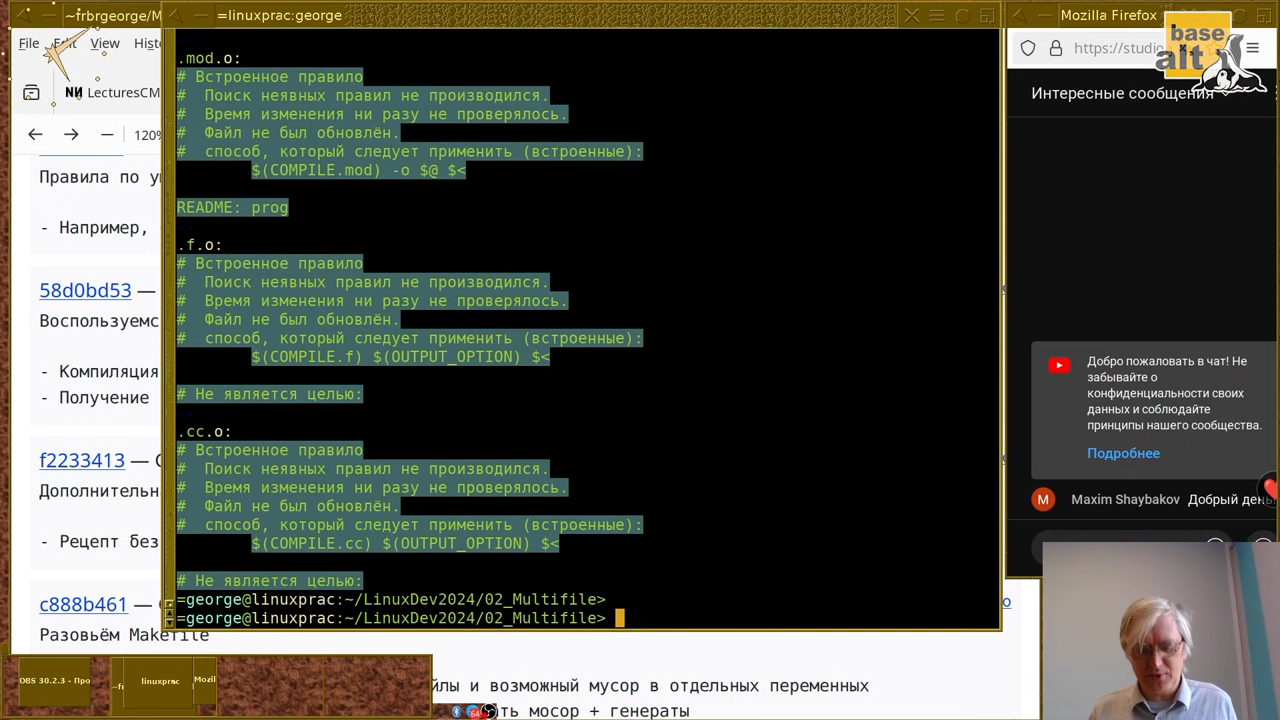 ~frbrgeorge/M
=linuxprac:george
Mozilla Firefox
File Edit View Hist
LecturesCM
120%
Правила по у
- Например,
58d0bd53 —
Воспользуемс
- Компиляция
- Получение
f2233413 —
Дополнительн
- Рецепт без
c888b461 —
Разовьём Makefile
йлы и возможный мусор в отдельных переменных
ть мосор + генераты
.mod.o:
# Встроенное правило
#  Поиск неявных правил не производился.
#  Время изменения ни разу не проверялось.
#  Файл не был обновлён.
#  способ, который следует применить (встроенные):
$(COMPILE.mod) -o $@ $<
README: prog
.f.o:
# Встроенное правило
#  Поиск неявных правил не производился.
#  Время изменения ни разу не проверялось.
#  Файл не был обновлён.
#  способ, который следует применить (встроенные):
$(COMPILE.f) $(OUTPUT_OPTION) $<
# Не является целью:
.cc.o:
# Встроенное правило
#  Поиск неявных правил не производился.
#  Время изменения ни разу не проверялось.
#  Файл не был обновлён.
#  способ, который следует применить (встроенные):
$(COMPILE.cc) $(OUTPUT_OPTION) $<
# Не является целью:
=george@linuxprac:~/LinuxDev2024/02_Multifile>
=george@linuxprac:~/LinuxDev2024/02_Multifile>
https://studio.
base
alt
Интересные сообщения
Добро пожаловать в чат! Не
забывайте о
конфиденциальности своих
данных и соблюдайте
принципы нашего сообщества.
Подробнее
M Maxim Shaybakov Добрый день
OBS 30.2.3 - Про
~fr
linuxprac
Mozil
64